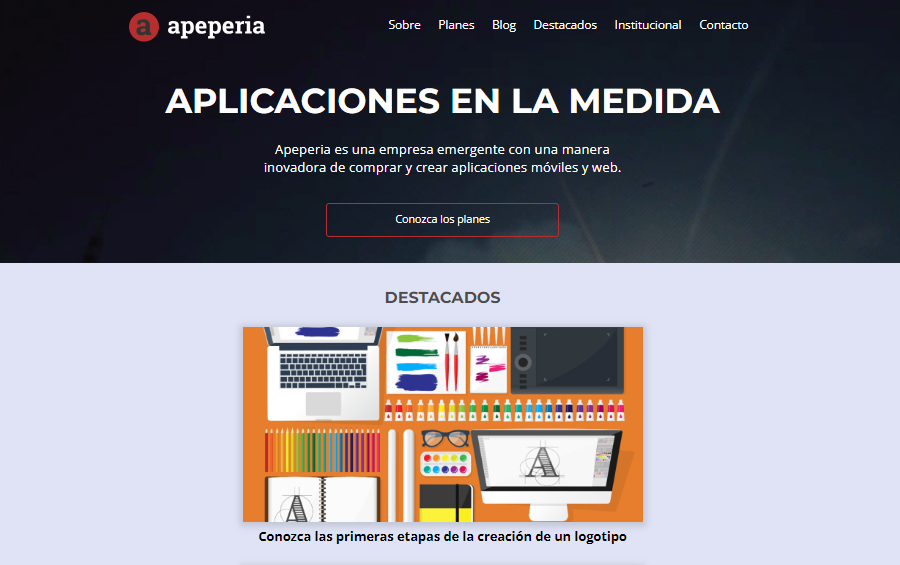 a apeperia
Sobre Planes Blog Destacados Institucional Contacto
APLICACIONES EN LA MEDIDA
Apeperia es una empresa emergente con una manera
inovadora de comprar y crear aplicaciones móviles y web.
Conozca los planes
DESTACADOS
A
A
Conozca las primeras etapas de la creación de un logotipo